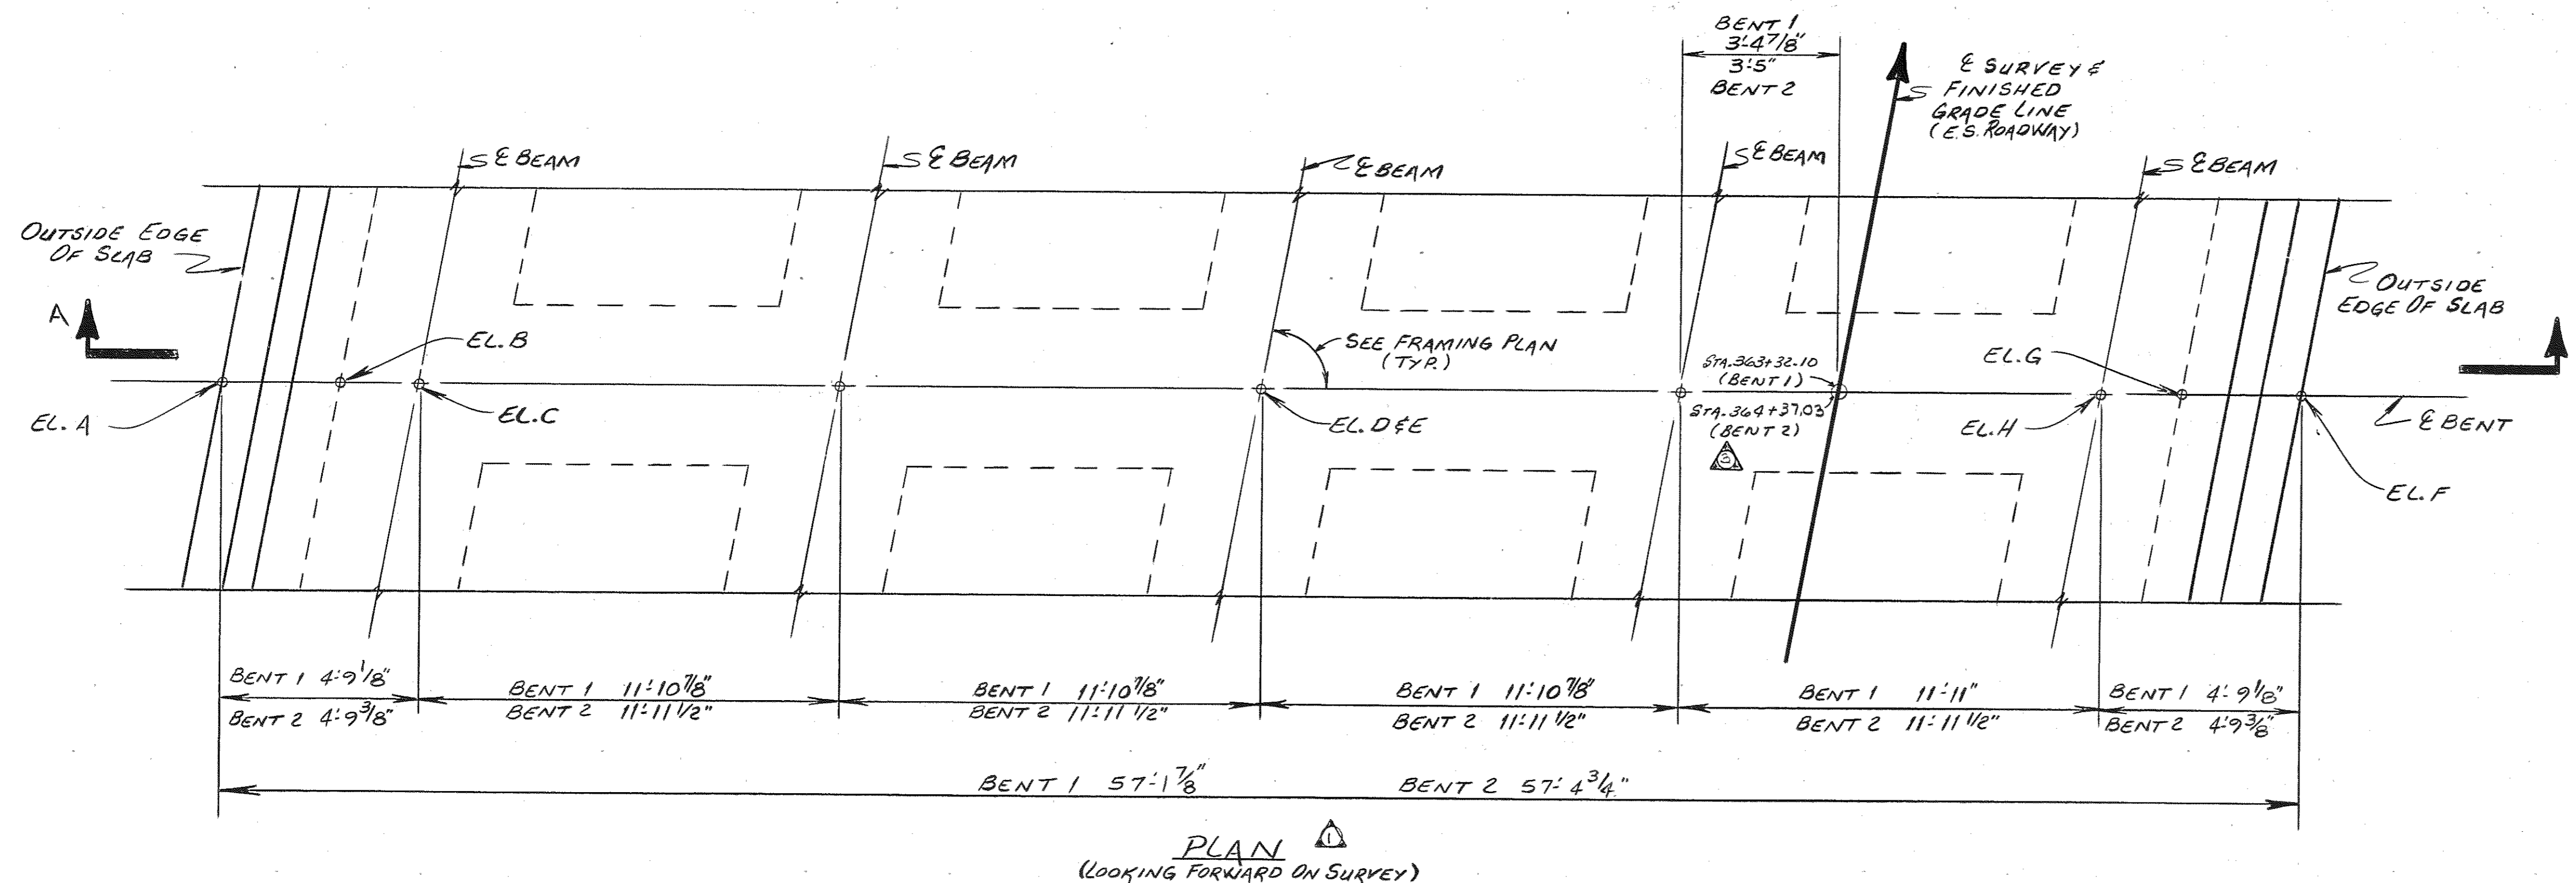 BENT 1
3'-4 7/8"
3'-5"
BENT 2
℄ SURVEY &
FINISHED
GRADE LINE
(E.S. ROADWAY)
℄ BEAM
℄ BEAM
℄ BEAM
℄ BEAM
℄ BEAM
OUTSIDE EDGE
OF SLAB
OUTSIDE
EDGE OF SLAB
A
EL. B
SEE FRAMING PLAN
(TYP.)
STA. 363+32.10
(BENT 1)
EL. G
EL. A
EL. C
EL. D & E
STA. 364+37.03
(BENT 2)
3
EL. H
℄ BENT
EL. F
BENT 1 4'-9 1/8"
BENT 2 4'-9 3/8"
BENT 1 11'-10 7/8"
BENT 2 11'-11 1/2"
BENT 1 11'-10 7/8"
BENT 2 11'-11 1/2"
BENT 1 11'-10 7/8"
BENT 2 11'-11 1/2"
BENT 1 11'-11"
BENT 2 11'-11 1/2"
BENT 1 4'-9 1/8"
BENT 2 4'-9 3/8"
BENT 1 57'-1 7/8" BENT 2 57'-4 3/4"
PLAN 1
(LOOKING FORWARD ON SURVEY)